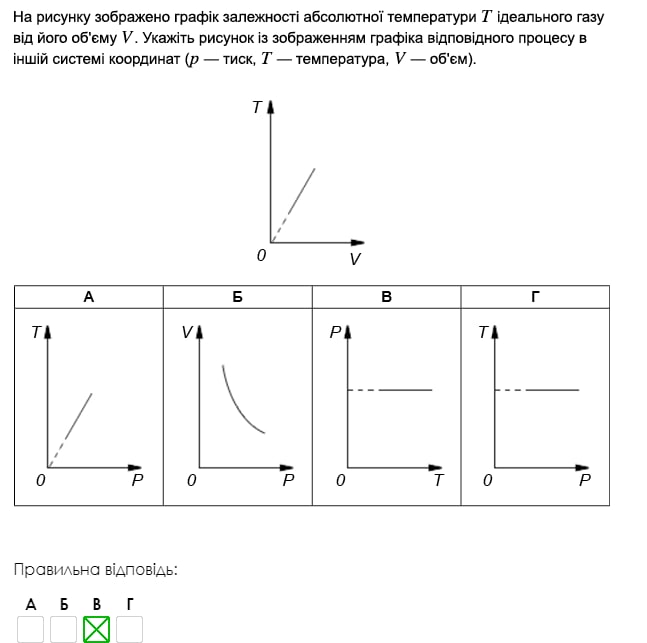 На рисунку зображено графік залежності абсолютної температури T ідеального газу
від його об'єму V. Укажіть рисунок із зображенням графіка відповідного процесу в
іншій системі координат (p — тиск, T — температура, V — об'єм).
T
0 V
А Б В Г
T V P T
0 P 0 P 0 T 0 P
Правильна відповідь:
А Б В Г